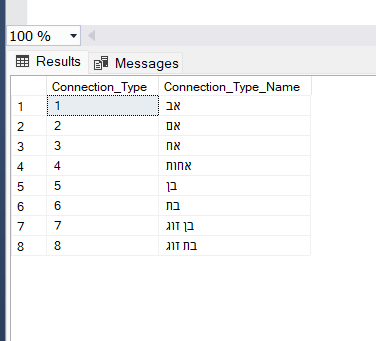 100 %
Results Messages
Connection_Type Connection_Type_Name
1 1 אב
2 2 אם
3 3 אח
4 4 אחות
5 5 בן
6 6 בת
7 7 בן זוג
8 8 בת זוג